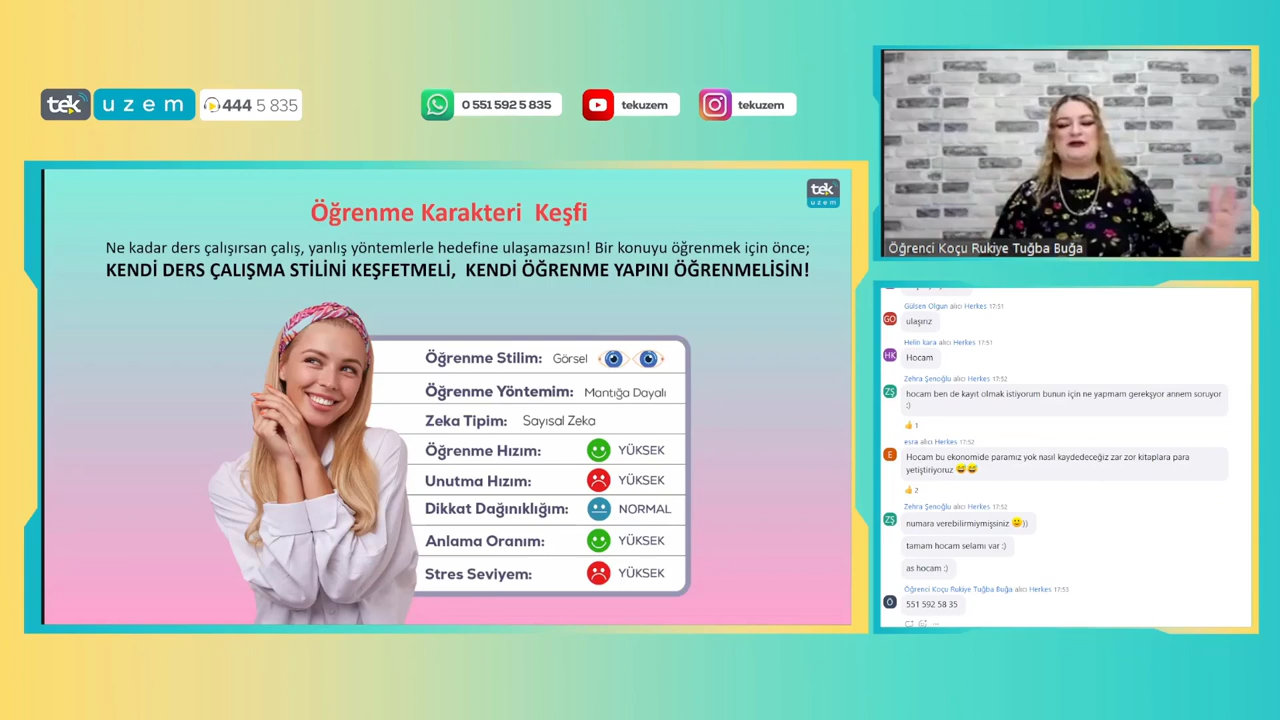 tek uzem 444 5 835
0 551 592 5 835
tekuzem
tekuzem
tek
uzem
Öğrenme Karakteri Keşfi
Ne kadar ders çalışırsan çalış, yanlış yöntemlerle hedefine ulaşamazsın! Bir konuyu öğrenmek için önce;
KENDİ DERS ÇALIŞMA STİLİNİ KEŞFETMELİ, KENDİ ÖĞRENME YAPINI ÖĞRENMELİSİN!
Öğrenme Stilim: Görsel
Öğrenme Yöntemim: Mantığa Dayalı
Zeka Tipim: Sayısal Zeka
Öğrenme Hızım: YÜKSEK
Unutma Hızım: YÜKSEK
Dikkat Dağınıklığım: NORMAL
Anlama Oranım: YÜKSEK
Stres Seviyem: YÜKSEK
Öğrenci Koçu Rukiye Tuğba Buğa
Gülsen Olgun alıcı Herkes 17:51
GO
ulaşırız
Helin kara alıcı Herkes 17:51
HK
Hocam
Zehra Şenoğlu alıcı Herkes 17:52
ZŞ
hocam ben de kayıt olmak istiyorum bunun için ne yapmam gerekşyor annem soruyor
:)
👍 1
esra alıcı Herkes 17:52
E
Hocam bu ekonomide paramız yok nasıl kaydedeceğiz zar zor kitaplara para
yetiştiriyoruz 😅😅
👍 2
Zehra Şenoğlu alıcı Herkes 17:52
ZŞ
numara verebilirmiymişsiniz 🙂))
tamam hocam selamı var :)
as hocam :)
Öğrenci Koçu Rukiye Tuğba Buğa alıcı Herkes 17:53
Ö
551 592 58 35